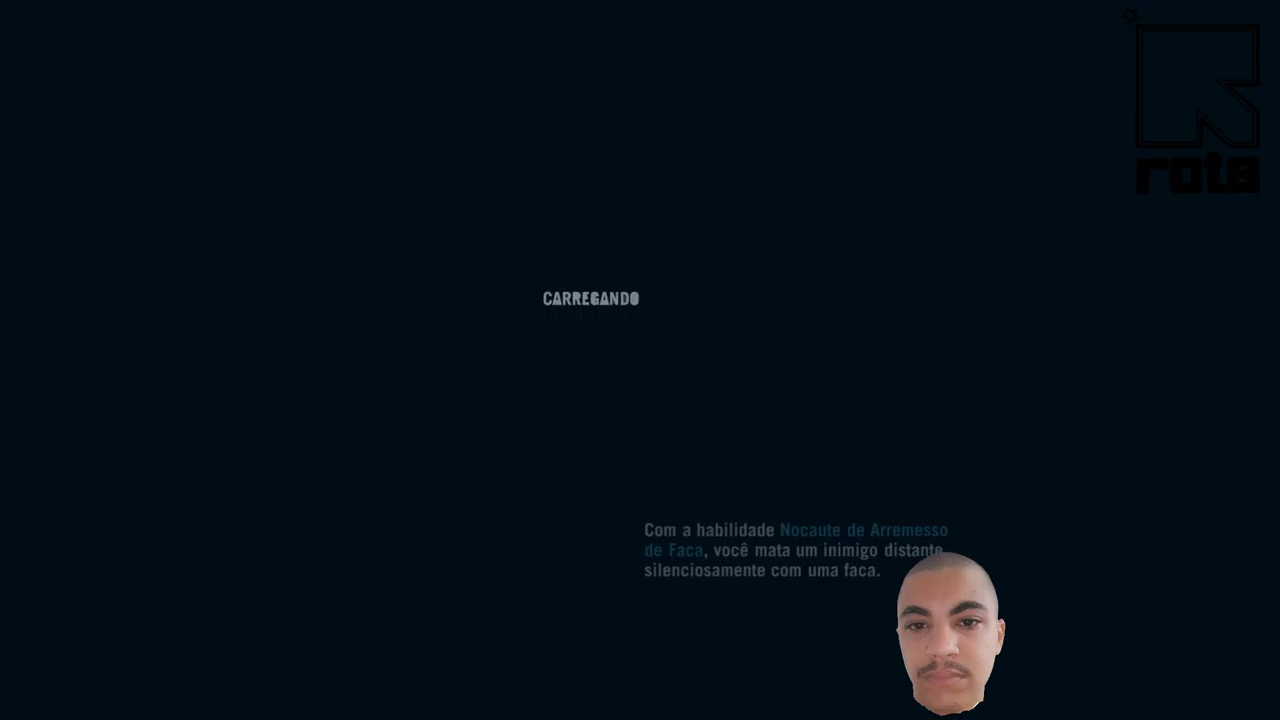 rota
CARREGANDO
Com a habilidade Nocaute de Arremesso
de Faca, você mata um inimigo distante
silenciosamente com uma faca.